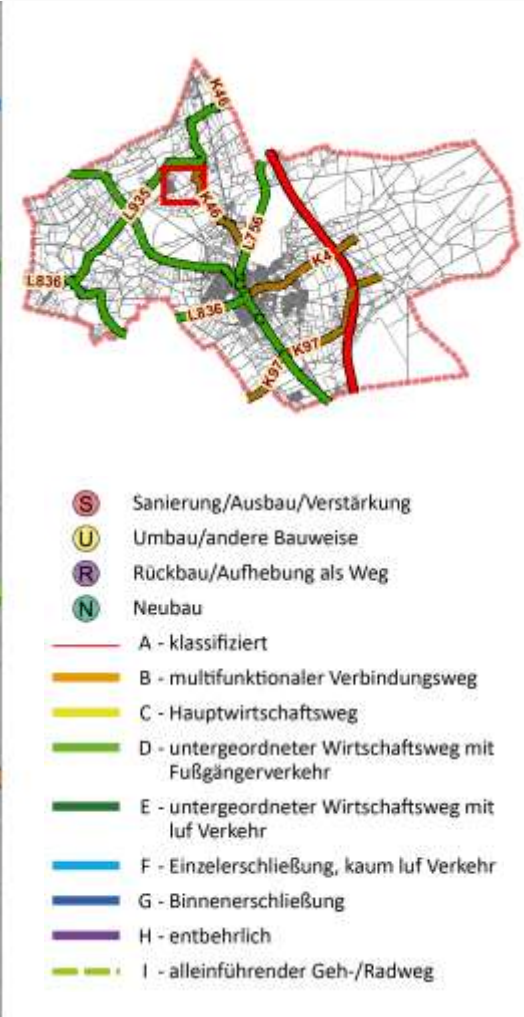 K46
L935
K46
L756
L836
K4
L836
K97
K97
S Sanierung/Ausbau/Verstärkung
U Umbau/andere Bauweise
R Rückbau/Aufhebung als Weg
N Neubau
A - klassifiziert
B - multifunktionaler Verbindungsweg
C - Hauptwirtschaftsweg
D - untergeordneter Wirtschaftsweg mit
Fußgängerverkehr
E - untergeordneter Wirtschaftsweg mit
luf Verkehr
F - Einzelerschließung, kaum luf Verkehr
G - Binnenerschließung
H - entbehrlich
I - alleinführender Geh-/Radweg